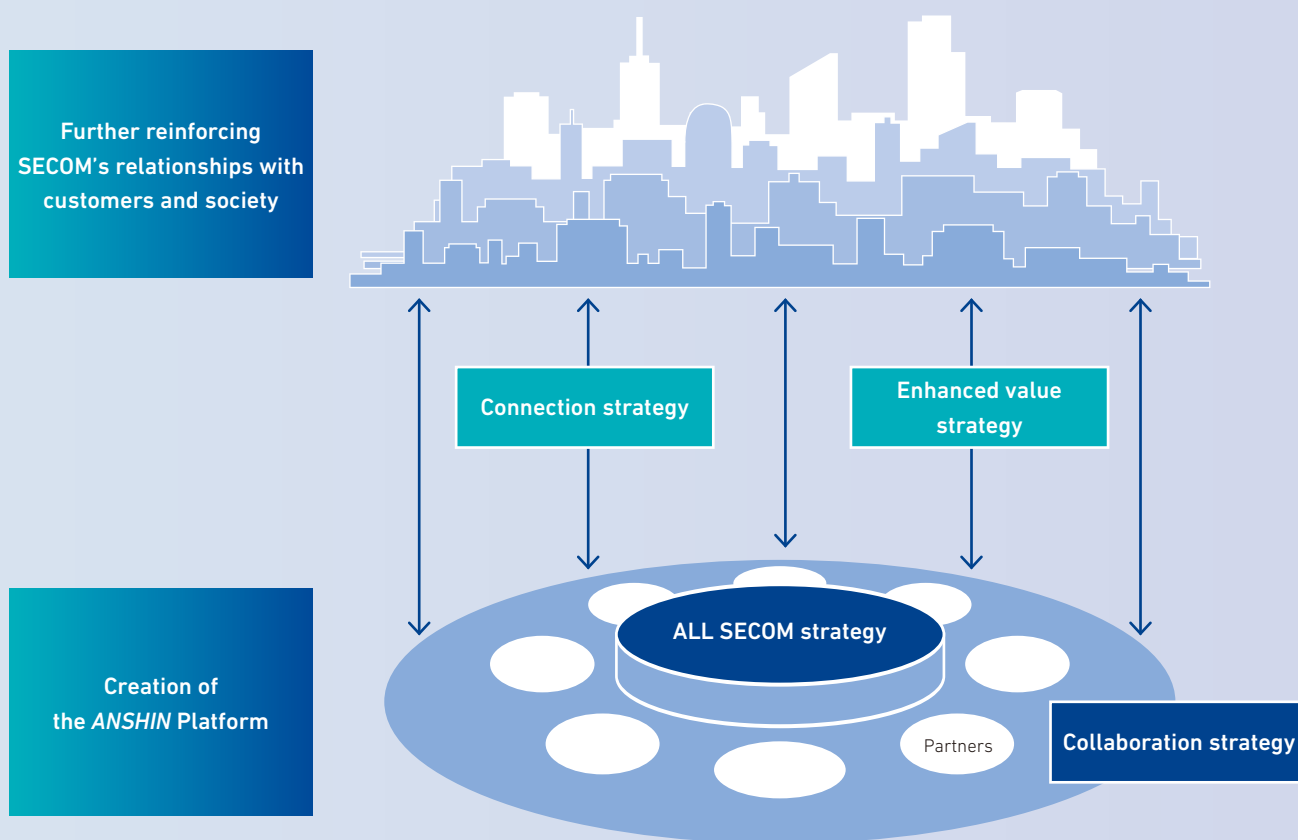 Further reinforcing
SECOM's relationships with
customers and society
Connection strategy
Enhanced value
strategy
ALL SECOM strategy
Creation of
the ANSHIN Platform
Partners
Collaboration strategy